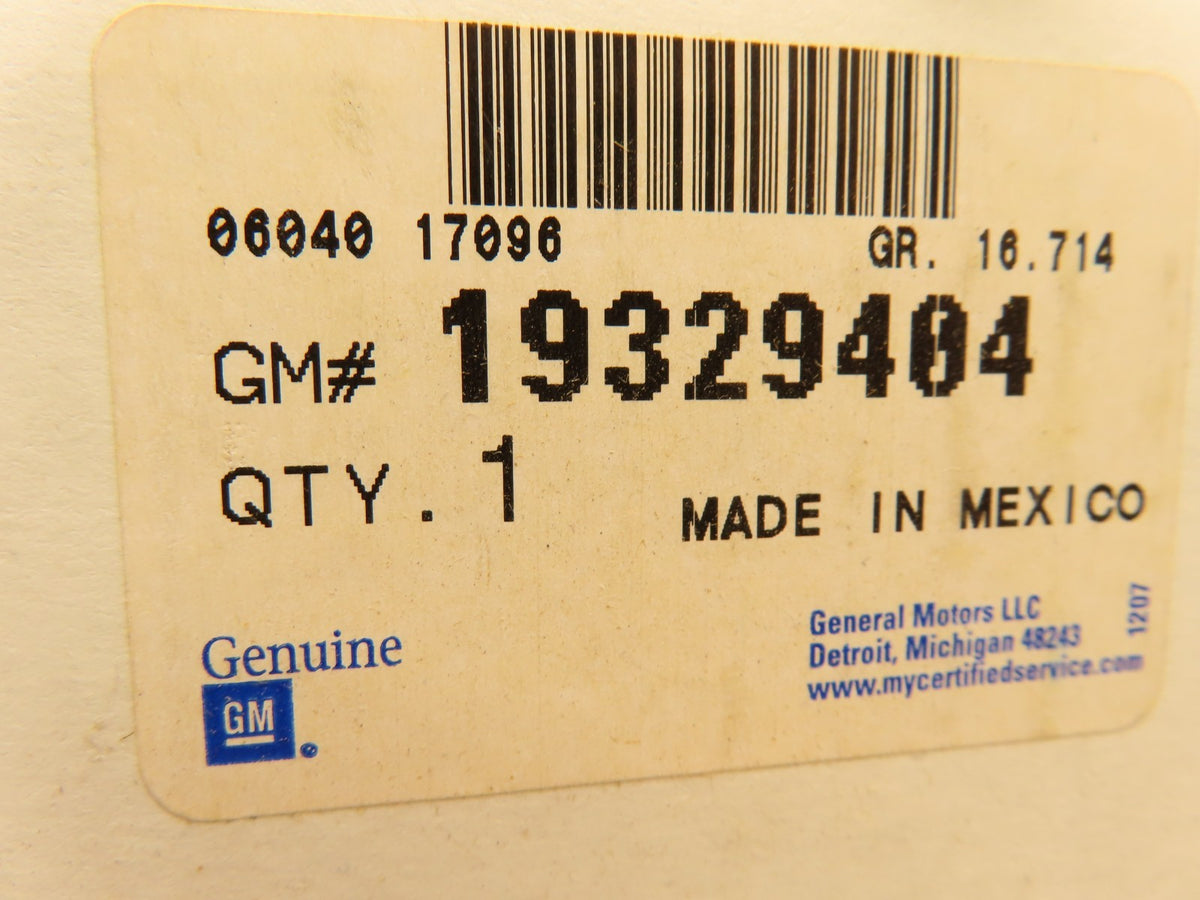 06040 17096 GR. 16.714
GM# 19329404
QTY. 1
MADE IN MEXICO
Genuine
GM
General Motors LLC
Detroit, Michigan 48243
www.mycertifiedservice.com
1207